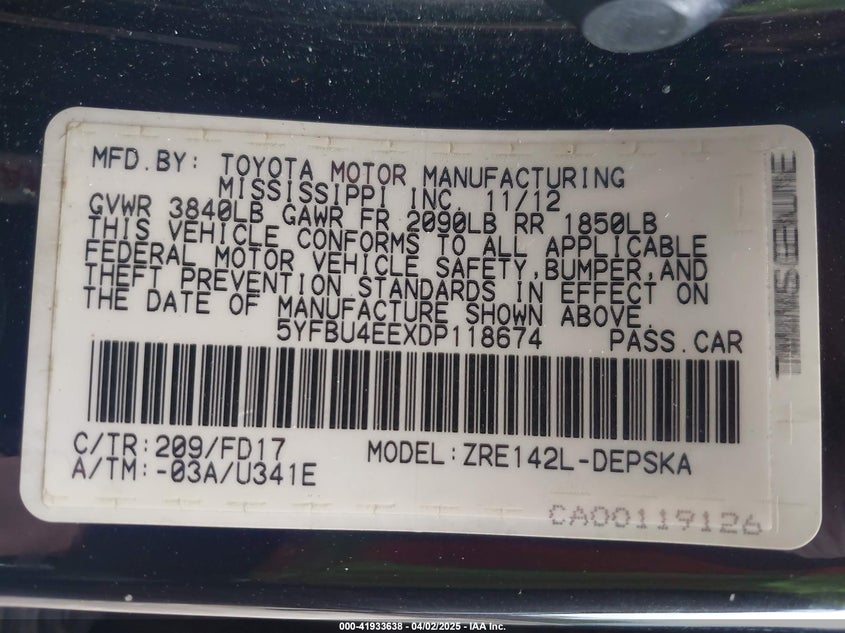 MFD.BY: TOYOTA MOTOR MANUFACTURING
MISSISSIPPI INC. 11/12
GVWR 3840LB GAWR FR 2090LB RR 1850LB
THIS VEHICLE CONFORMS TO ALL APPLICABLE
FEDERAL MOTOR VEHICLE SAFETY,BUMPER,AND
THEFT PREVENTION STANDARDS IN EFFECT ON
THE DATE OF MANUFACTURE SHOWN ABOVE.
5YFBU4EEXDP118674 PASS.CAR
C/TR:209/FD17 MODEL:ZRE142L-DEPSKA
A/TM:-03A/U341E
CA00119126
000-41933638 - 04/02/2025 - IAA Inc.